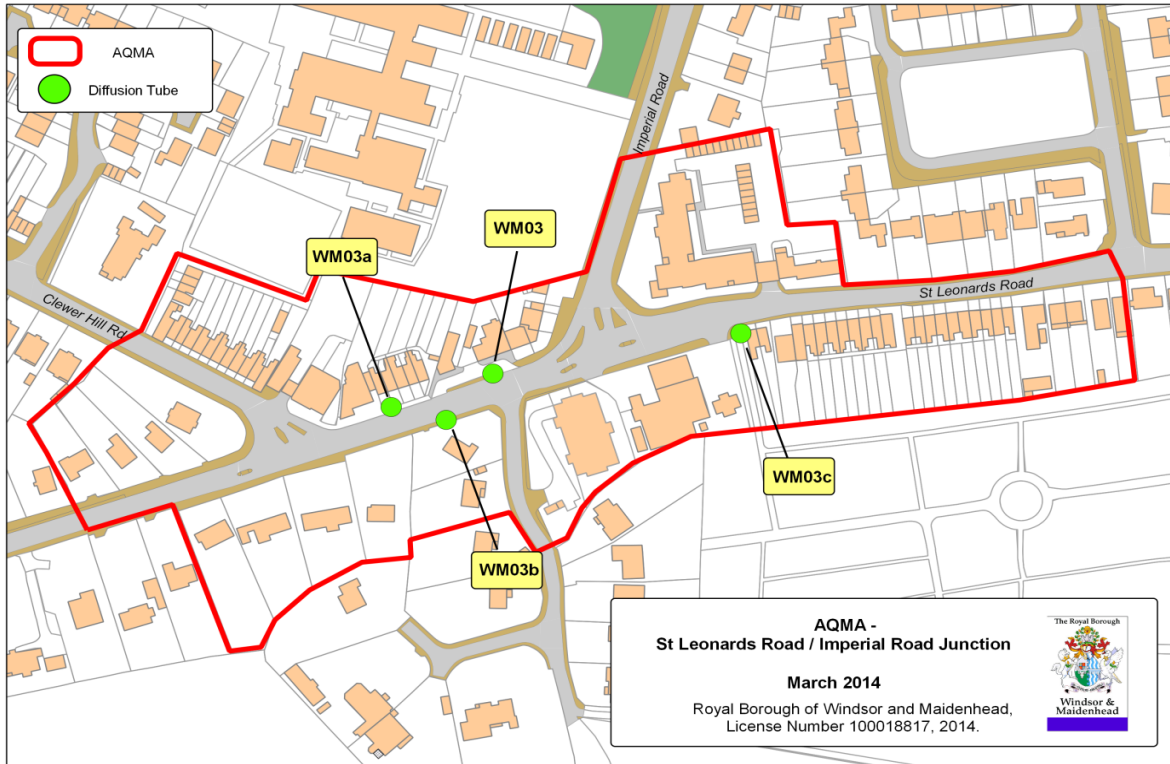 AQMA
Diffusion Tube
Imperial Road
WM03
WM03a
Clewer Hill Rd
St Leonards Road
WM03c
WM03b
AQMA -
St Leonards Road / Imperial Road Junction
March 2014
Royal Borough of Windsor and Maidenhead,
License Number 100018817, 2014.
The Royal Borough
Windsor &
Maidenhead